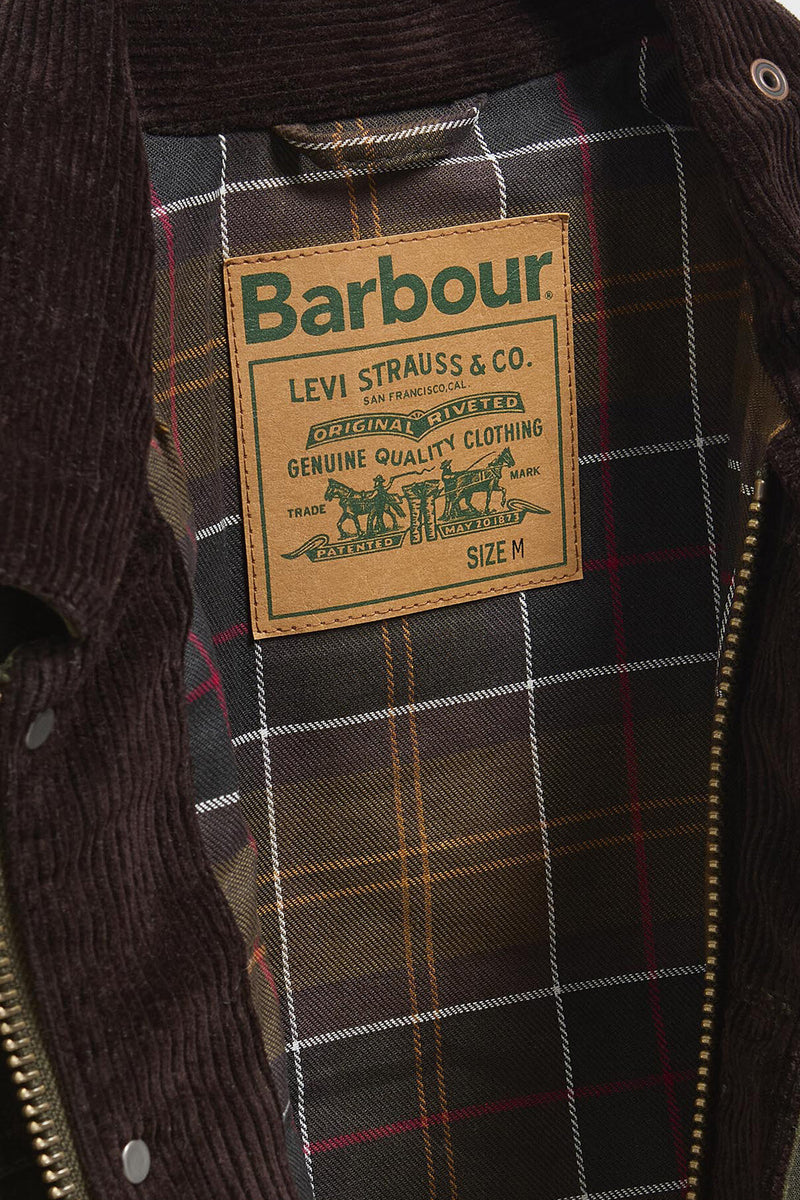 Barbour®
LEVI STRAUSS & CO.
SAN FRANCISCO, CAL.
ORIGINAL RIVETED
GENUINE QUALITY CLOTHING
TRADE MARK
PATENTED MAY 20 1873
SIZE M